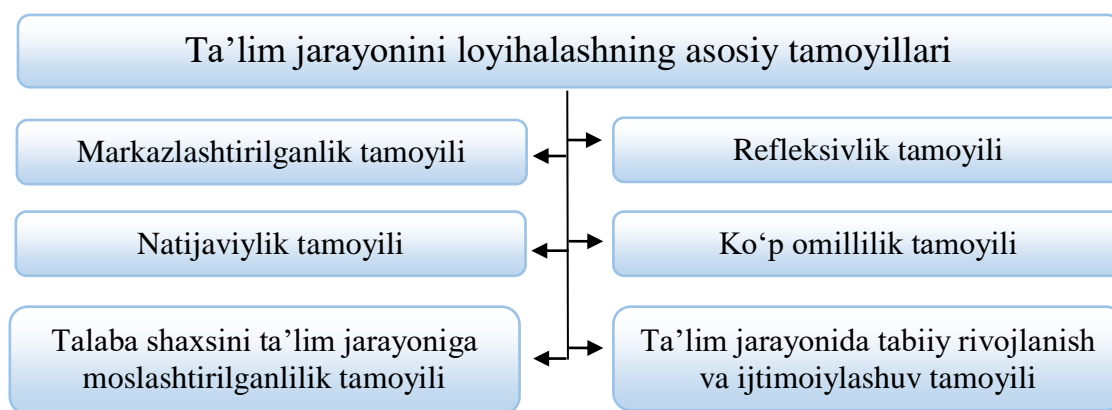 Ta’lim jarayonini loyihalashning asosiy tamoyillari
Markazlashtirilganlik tamoyili
Refleksivlik tamoyili
Natijaviylik tamoyili
Ko‘p omillilik tamoyili
Talaba shaxsini ta’lim jarayoniga
moslashtirilganlilik tamoyili
Ta’lim jarayonida tabiiy rivojlanish
va ijtimoiylashuv tamoyili